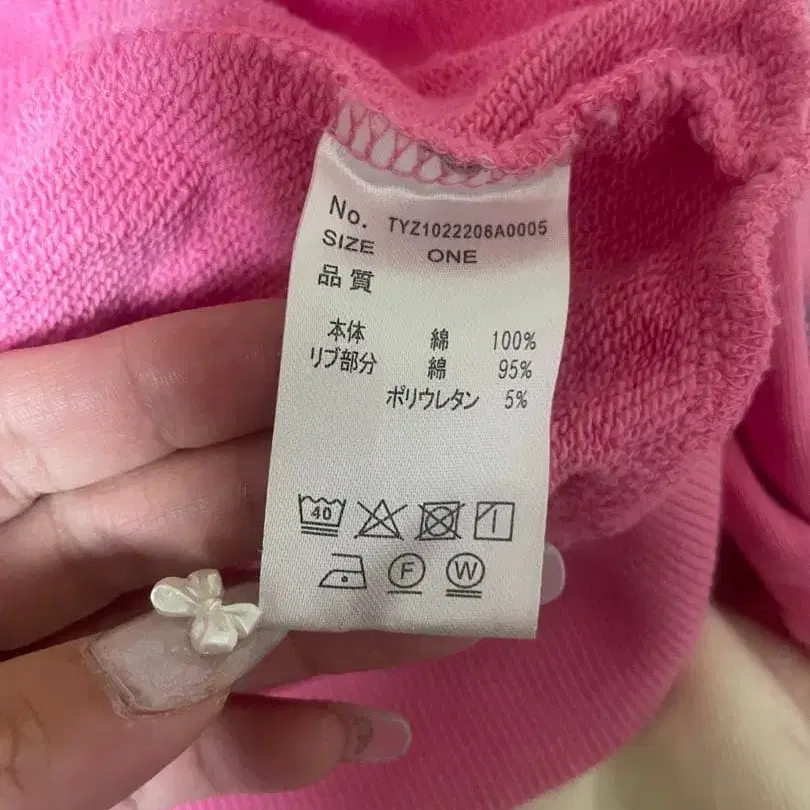 No. TYZ1022206A0005
SIZE ONE
品質
本体 綿 100%
リブ部分 綿 95%
ポリウレタン 5%
40
F W